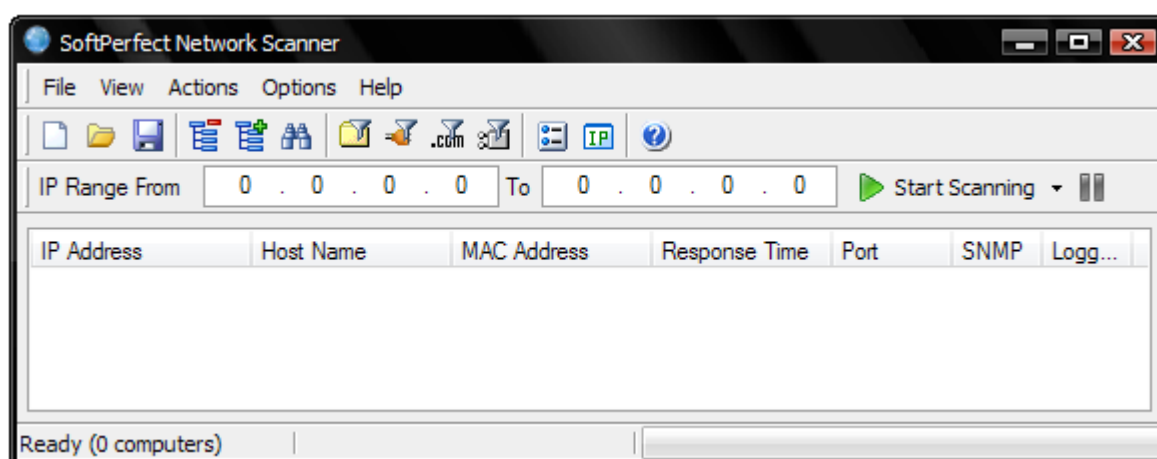 SoftPerfect Network Scanner
File View Actions Options Help
.com IP ?
IP Range From 0 . 0 . 0 . 0 To 0 . 0 . 0 . 0 Start Scanning
IP Address Host Name MAC Address Response Time Port SNMP Logg...
Ready (0 computers)